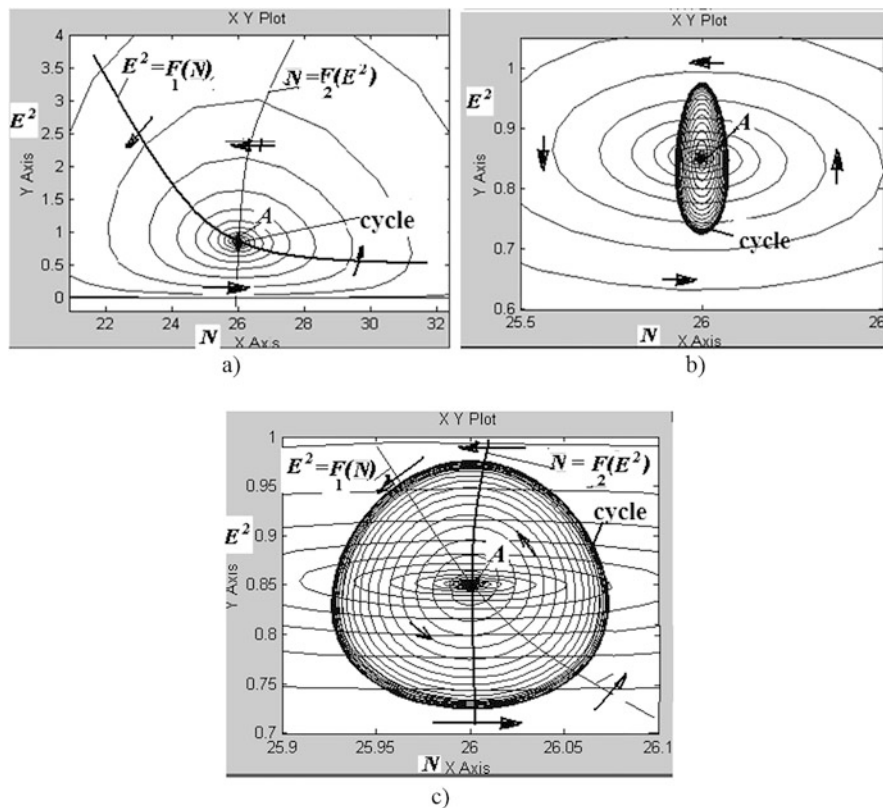 X Y Plot
4
3.5
3
2.5
2
1.5
1
0.5
0
E²
Y Axis
E²=F₁(N)
N=F₂(E²)
A
cycle
22 24 26 28 30 32
N
X Axis
a)
X Y Plot
1
0.9
0.8
0.7
0.6
E²
Y Axis
A
cycle
25.5 26
N
X Axis
b)
X Y Plot
1
0.95
0.9
0.85
0.8
0.75
0.7
E²
Y Axis
E²=F₁(N)
N=F₂(E²)
cycle
A
25.9 25.95 26 26.05 26.1
N
X Axis
c)